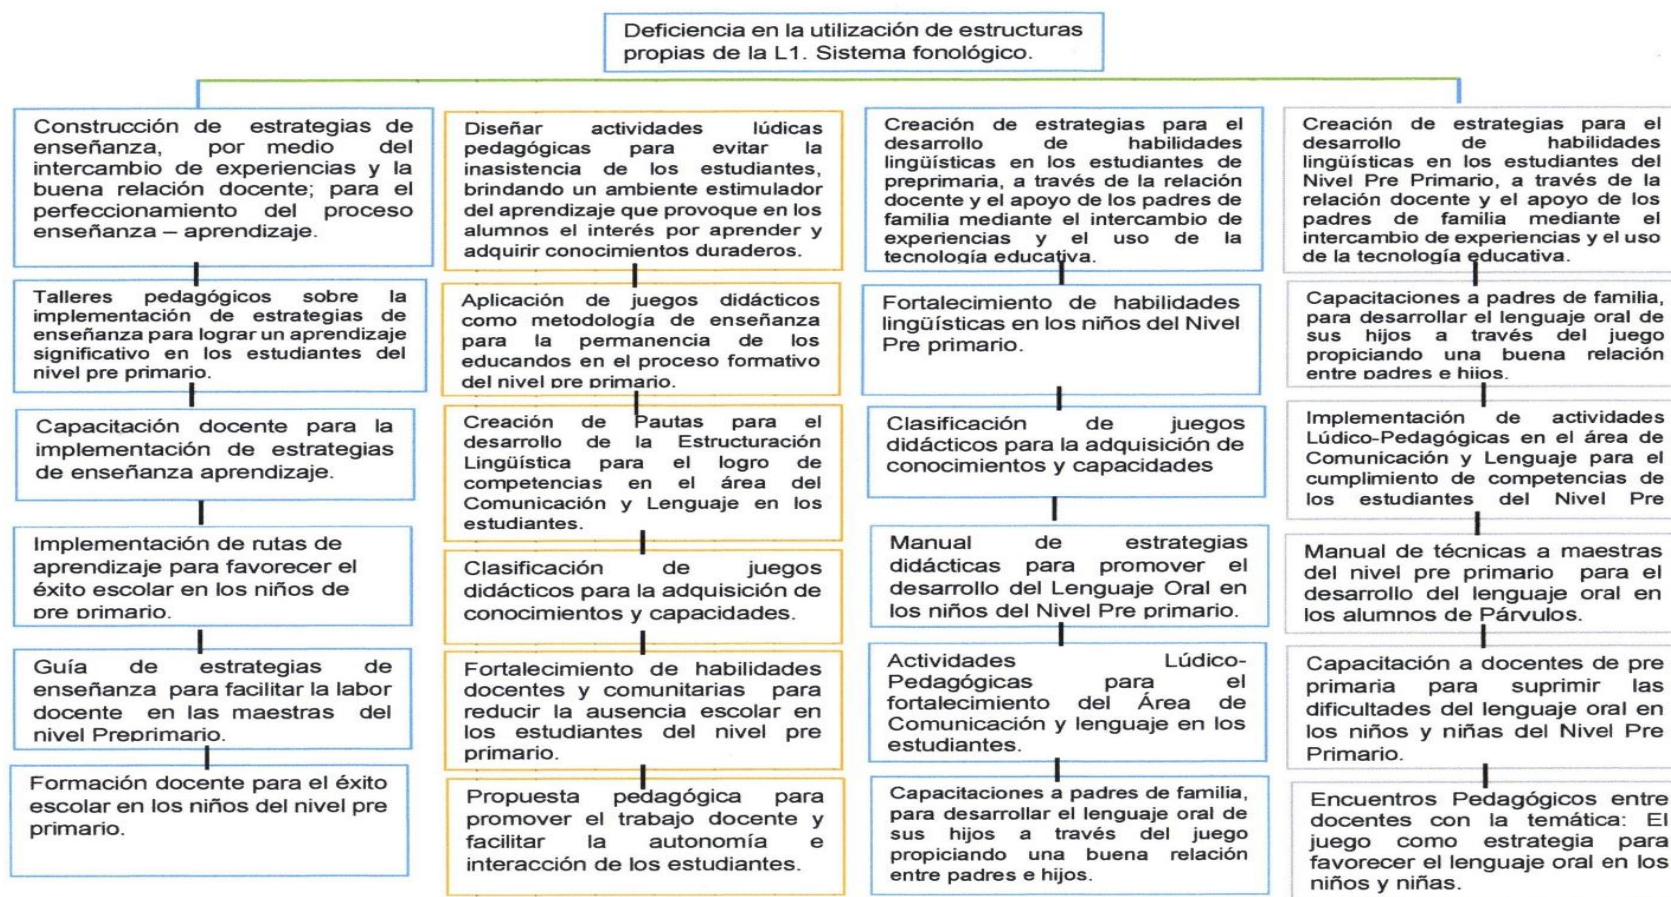 Deficiencia en la utilización de estructuras
propias de la L1. Sistema fonológico.
Construcción de estrategias de
enseñanza, por medio del
intercambio de experiencias y la
buena relación docente; para el
perfeccionamiento del proceso
enseñanza – aprendizaje.
Talleres pedagógicos sobre la
implementación de estrategias de
enseñanza para lograr un aprendizaje
significativo en los estudiantes del
nivel pre primario.
Capacitación docente para la
implementación de estrategias
de enseñanza aprendizaje.
Implementación de rutas de
aprendizaje para favorecer el
éxito escolar en los niños de
pre primario.
Guía de estrategias de
enseñanza para facilitar la labor
docente en las maestras del
nivel Preprimario.
Formación docente para el éxito
escolar en los niños del nivel pre
primario.
Diseñar actividades lúdicas
pedagógicas para evitar la
inasistencia de los estudiantes,
brindando un ambiente estimulador
del aprendizaje que provoque en los
alumnos el interés por aprender y
adquirir conocimientos duraderos.
Aplicación de juegos didácticos
como metodología de enseñanza
para la permanencia de los
educandos en el proceso formativo
del nivel pre primario.
Creación de Pautas para el
desarrollo de la Estructuración
Lingüística para el logro de
competencias en el área del
Comunicación y Lenguaje en los
estudiantes.
Clasificación de juegos
didácticos para la adquisición de
conocimientos y capacidades.
Fortalecimiento de habilidades
docentes y comunitarias para
reducir la ausencia escolar en
los estudiantes del nivel pre
primario.
Propuesta pedagógica para
promover el trabajo docente y
facilitar la autonomía e
interacción de los estudiantes.
Creación de estrategias para el
desarrollo de habilidades
lingüísticas en los estudiantes de
preprimaria, a través de la relación
docente y el apoyo de los padres de
familia mediante el intercambio de
experiencias y el uso de la
tecnología educativa.
Fortalecimiento de habilidades
lingüísticas en los niños del Nivel
Pre primario.
Clasificación de juegos
didácticos para la adquisición de
conocimientos y capacidades
Manual de estrategias
didácticas para promover el
desarrollo del Lenguaje Oral en
los niños del Nivel Pre primario.
Actividades Lúdico-
Pedagógicas para el
fortalecimiento del Área de
Comunicación y lenguaje en los
estudiantes.
Capacitaciones a padres de familia,
para desarrollar el lenguaje oral de
sus hijos a través del juego
propiciando una buena relación
entre padres e hijos.
Creación de estrategias para el
desarrollo de habilidades
lingüísticas en los estudiantes del
Nivel Pre Primario, a través de la
relación docente y el apoyo de los
padres de familia mediante el
intercambio de experiencias y el uso
de la tecnología educativa.
Capacitaciones a padres de familia,
para desarrollar el lenguaje oral de
sus hijos a través del juego
propiciando una buena relación
entre padres e hijos.
Implementación de actividades
Lúdico-Pedagógicas en el área de
Comunicación y Lenguaje para el
cumplimiento de competencias de
los estudiantes del Nivel Pre
Manual de técnicas a maestras
del nivel pre primario para el
desarrollo del lenguaje oral en
los alumnos de Párvulos.
Capacitación a docentes de pre
primaria para suprimir las
dificultades del lenguaje oral en
los niños y niñas del Nivel Pre
Primario.
Encuentros Pedagógicos entre
docentes con la temática: El
juego como estrategia para
favorecer el lenguaje oral en los
niños y niñas.